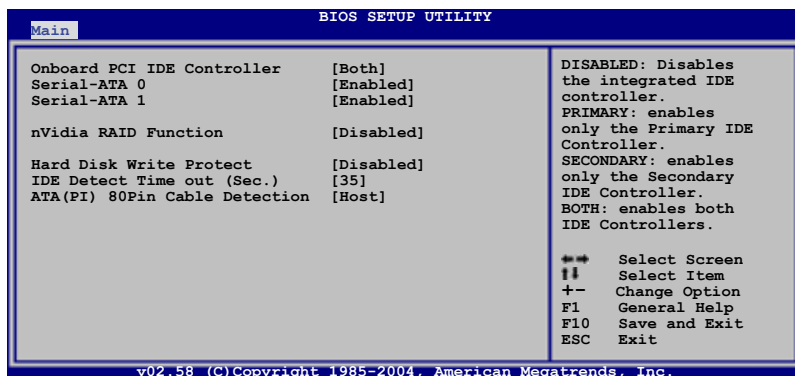 BIOS SETUP UTILITY
Main
Onboard PCI IDE Controller [Both]
Serial-ATA 0 [Enabled]
Serial-ATA 1 [Enabled]
nVidia RAID Function [Disabled]
Hard Disk Write Protect [Disabled]
IDE Detect Time out (Sec.) [35]
ATA(PI) 80Pin Cable Detection [Host]
DISABLED: Disables
the integrated IDE
controller.
PRIMARY: enables
only the Primary IDE
Controller.
SECONDARY: enables
only the Secondary
IDE Controller.
BOTH: enables both
IDE Controllers.
←→ Select Screen
↑↓ Select Item
+- Change Option
F1 General Help
F10 Save and Exit
ESC Exit
v02.58 (C)Copyright 1985-2004, American Megatrends, Inc.